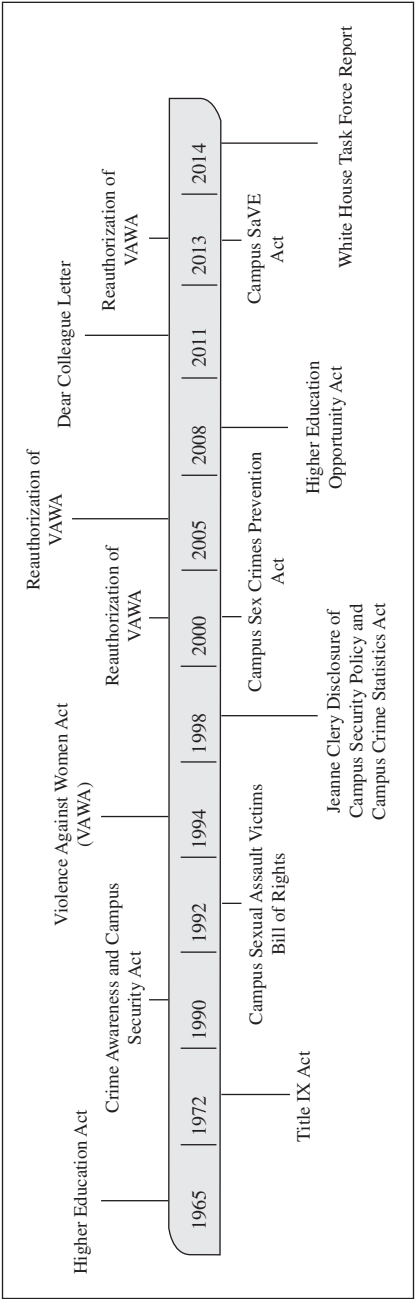 Higher Education Act
Crime Awareness and Campus
Security Act
Violence Against Women Act
(VAWA)
Reauthorization of
VAWA
Reauthorization of
VAWA
Dear Colleague Letter
Reauthorization of
VAWA
1965
1972
1990
1992
1994
1998
2000
2005
2008
2011
2013
2014
Title IX Act
Campus Sexual Assault Victims
Bill of Rights
Jeanne Clery Disclosure of
Campus Security Policy and
Campus Crime Statistics Act
Campus Sex Crimes Prevention
Act
Higher Education
Opportunity Act
Campus SaVE
Act
White House Task Force Report